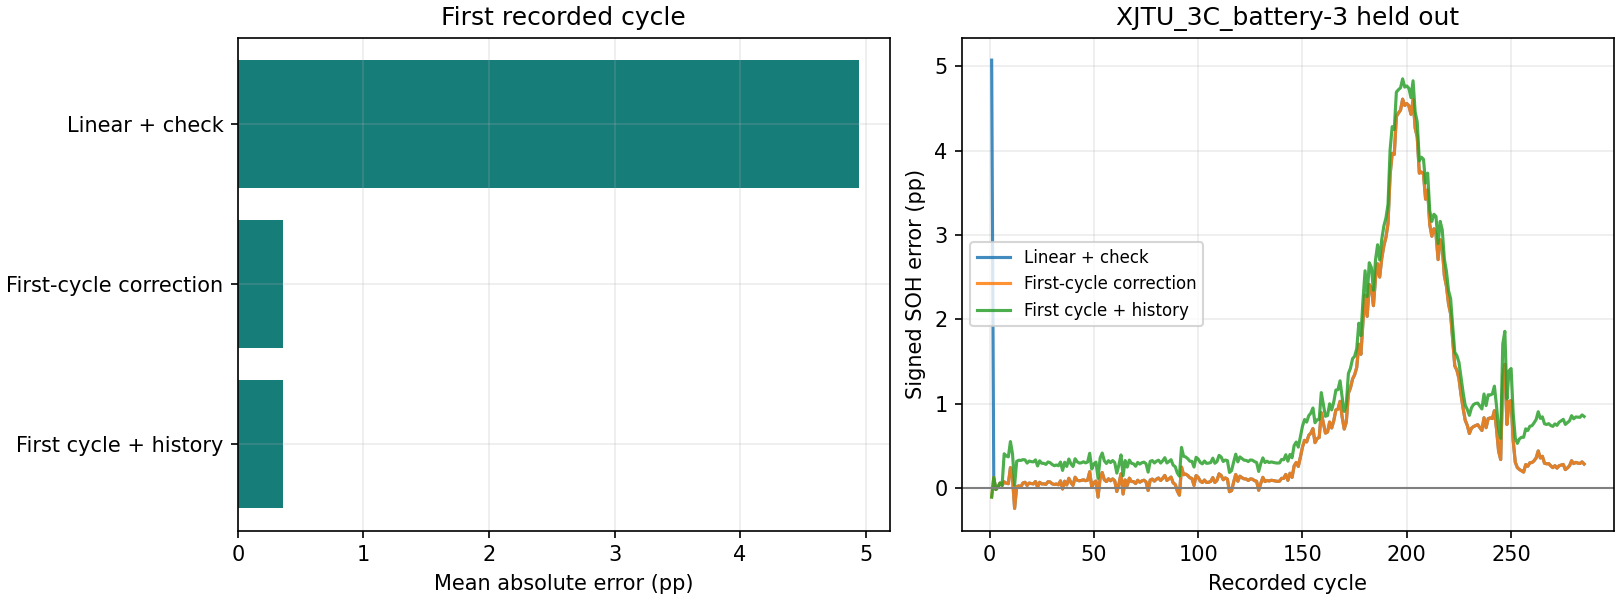 First recorded cycle
Linear + check
First-cycle correction
First cycle + history
0 1 2 3 4 5
Mean absolute error (pp)
XJTU_3C_battery-3 held out
Signed SOH error (pp)
5
4
3
2
1
0
Linear + check
First-cycle correction
First cycle + history
0 50 100 150 200 250
Recorded cycle